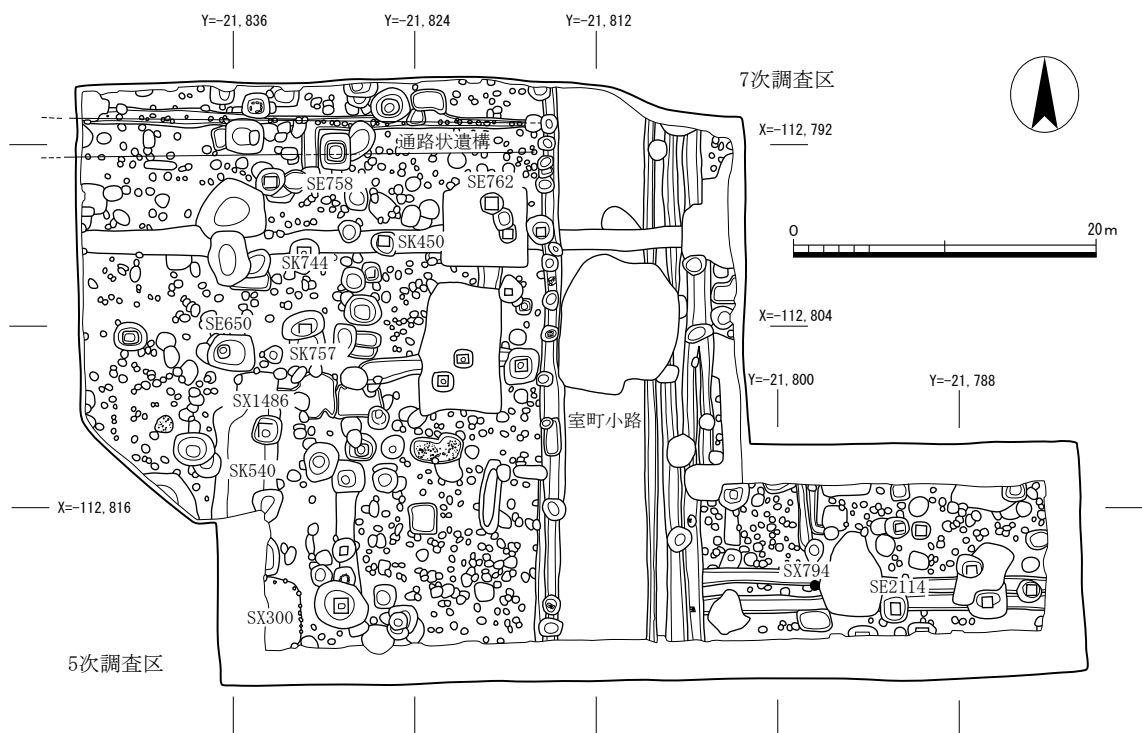 Y=-21,836
Y=-21,824
Y=-21,812
7次調査区
X=-112,792
通路状遺構
SE758
SE762
SK450
SK744
0
20m
SE650
X=-112,804
SK757
Y=-21,800
Y=-21,788
SX1486
室町小路
SK540
X=-112,816
SX794
SE2114
SX300
5次調査区